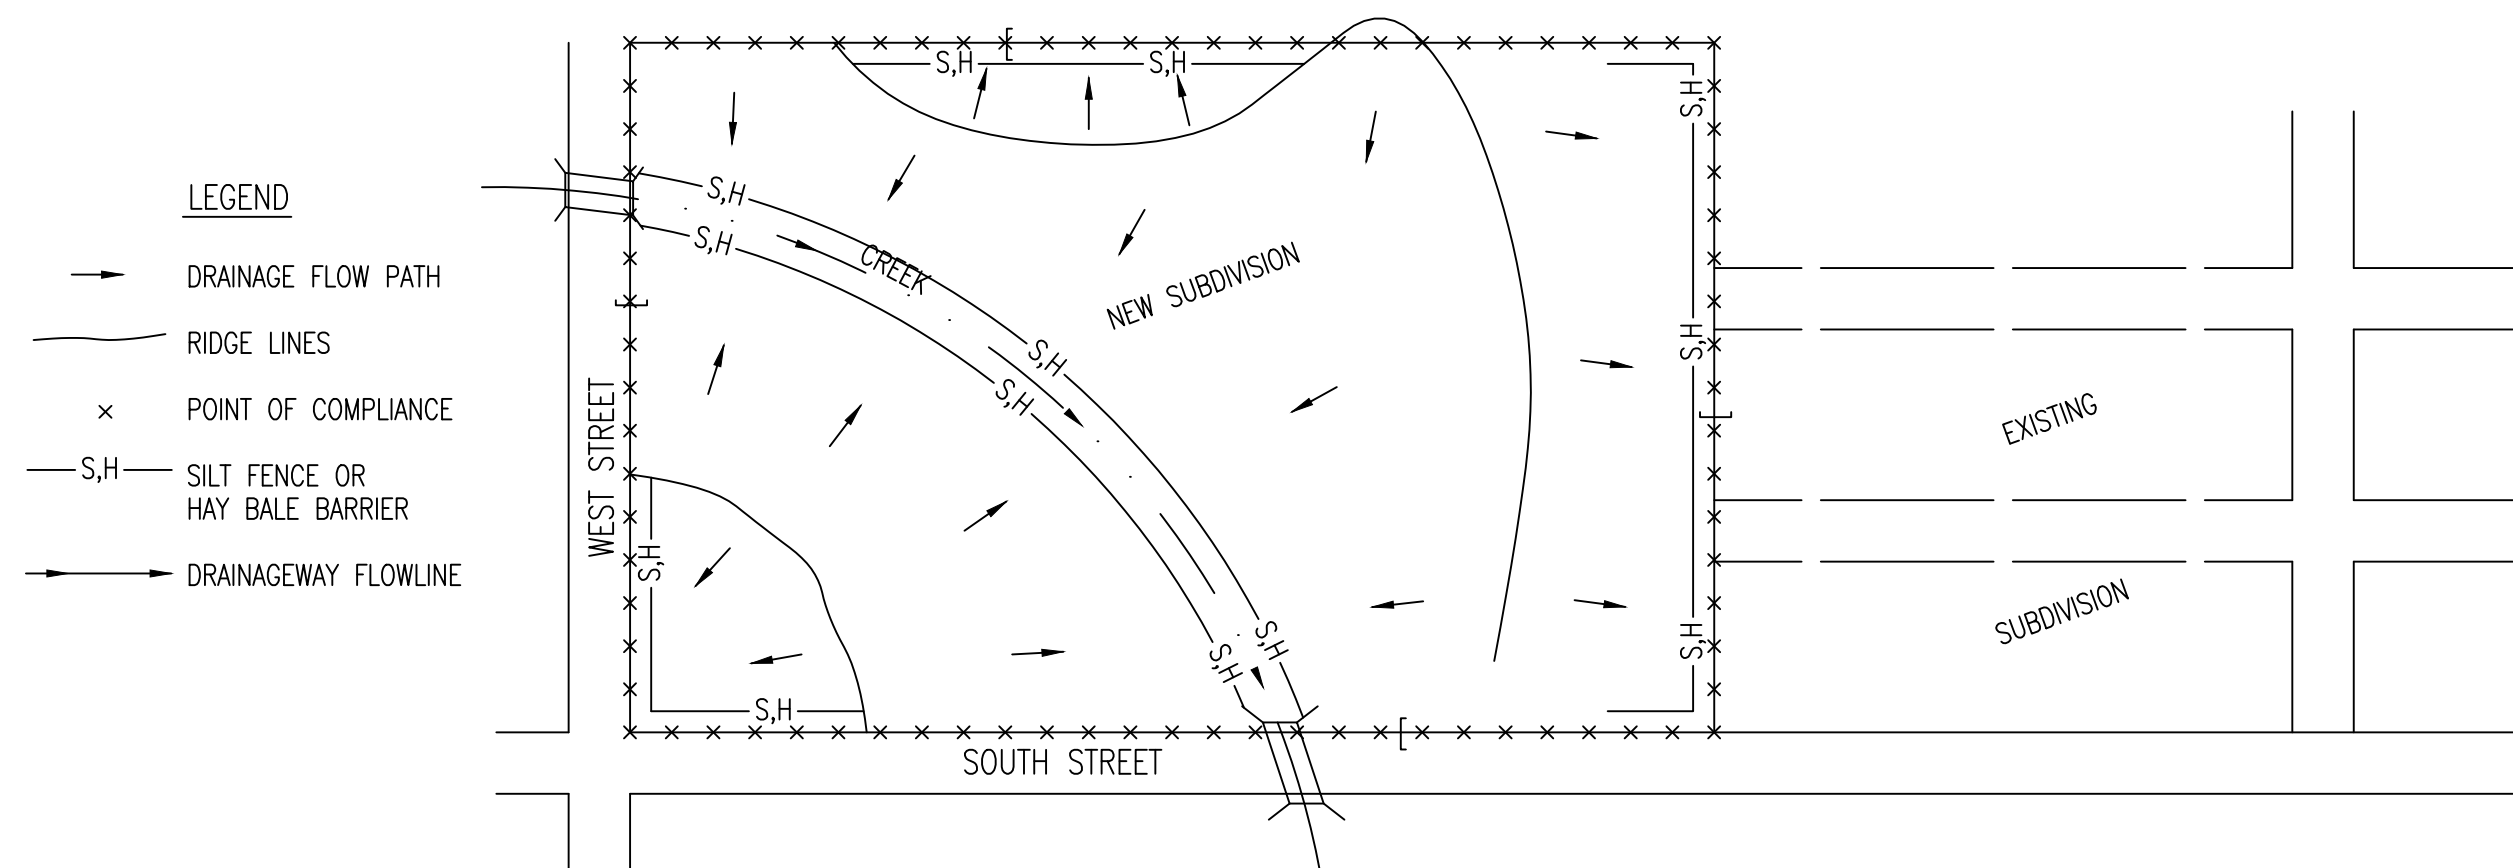 LEGEND
DRAINAGE FLOW PATH
RIDGE LINES
POINT OF COMPLIANCE
S,H
SILT FENCE OR
HAY BALE BARRIER
DRAINAGEWAY FLOWLINE
S,H
S,H
S,H
S,H
S,H
CREEK
NEW SUBDIVISION
S,H
S,H
S,H
WEST STREET
EXISTING
S,H
SUBDIVISION
S,H
S,H
S,H
S,H
SOUTH STREET